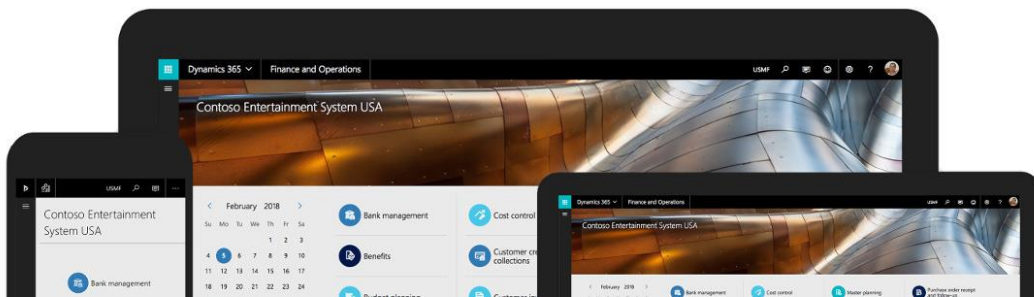 Dynamics 365
Finance and Operations
USMF
?
Contoso Entertainment System USA
February 2018
Su Mo Tu We Th Fr Sa
1 2 3
4 5 6 7 8 9 10
11 12 13 14 15 16 17
18 19 20 21 22 23 24
Bank management
Cost control
Benefits
Customer
collections
USMF
...
Contoso Entertainment
System USA
Bank management
Dynamics 365
Finance and Operations
USMF
?
Contoso Entertainment System USA
February 2018
Bank management
Cost control
Master planning
Purchase order receipt